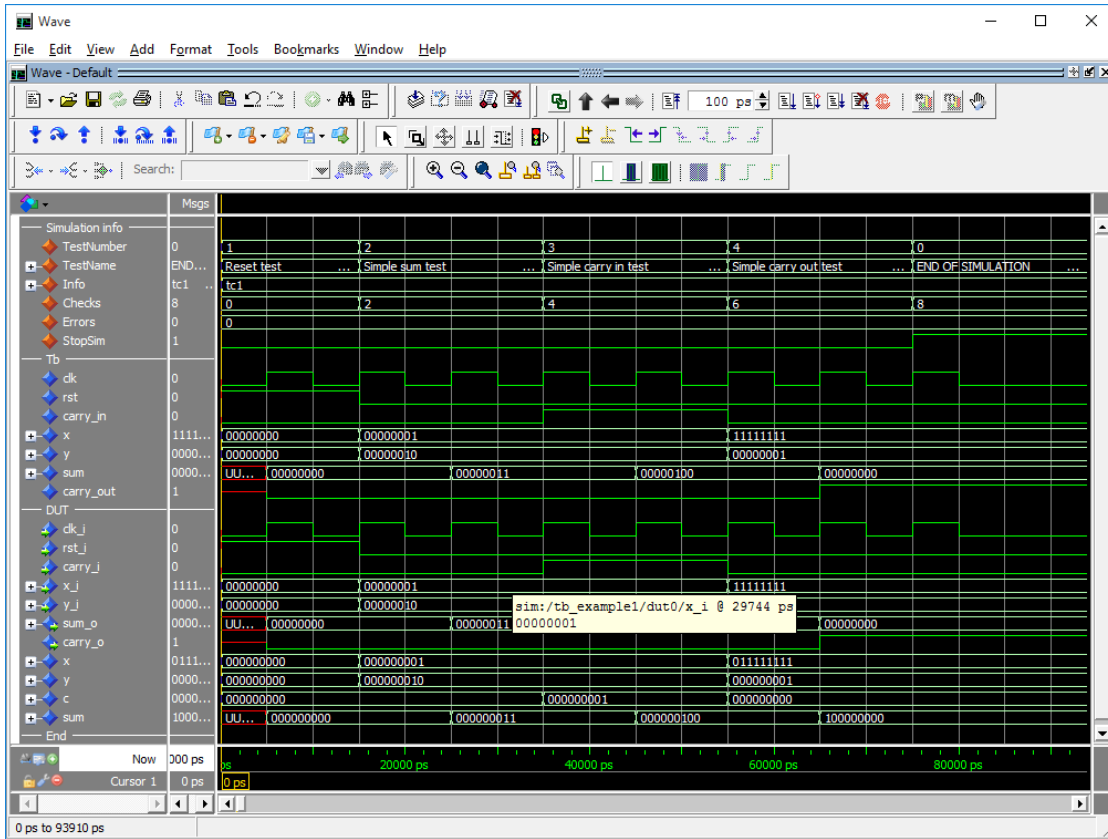 Wave
File Edit View Add Format Tools Bookmarks Window Help
Wave - Default
100 ps
Search:
Msgs
Simulation info
TestNumber 0 1 2 3 4 0
TestName END... Reset test ... Simple sum test ... Simple carry in test ... Simple carry out test ... END OF SIMULATION ...
Info tc1 .. tc1
Checks 8 0 2 4 6 8
Errors 0 0
StopSim 1
Tb
clk 0
rst 0
carry_in 0
x 1111... 00000000 00000001 11111111
y 0000... 00000000 00000010 00000001
sum 0000... UU... 00000000 00000011 00000100 00000000
carry_out 1
DUT
clk_i 0
rst_i 0
carry_i 0
x_i 1111... 00000000 00000001 11111111
y_i 0000... 00000000 00000010
sim:/tb_example1/dut0/x_i @ 29744 ps
00000001
sum_o 0000... UU... 00000000 00000011 00000000
carry_o 1
x 0111... 000000000 000000001 011111111
y 0000... 000000000 000000010 000000001
c 0000... 000000000 000000001 000000000
sum 1000... UU... 000000000 000000011 000000100 100000000
End
Now 000 ps ps 20000 ps 40000 ps 60000 ps 80000 ps
Cursor 1 0 ps 0 ps
0 ps to 93910 ps